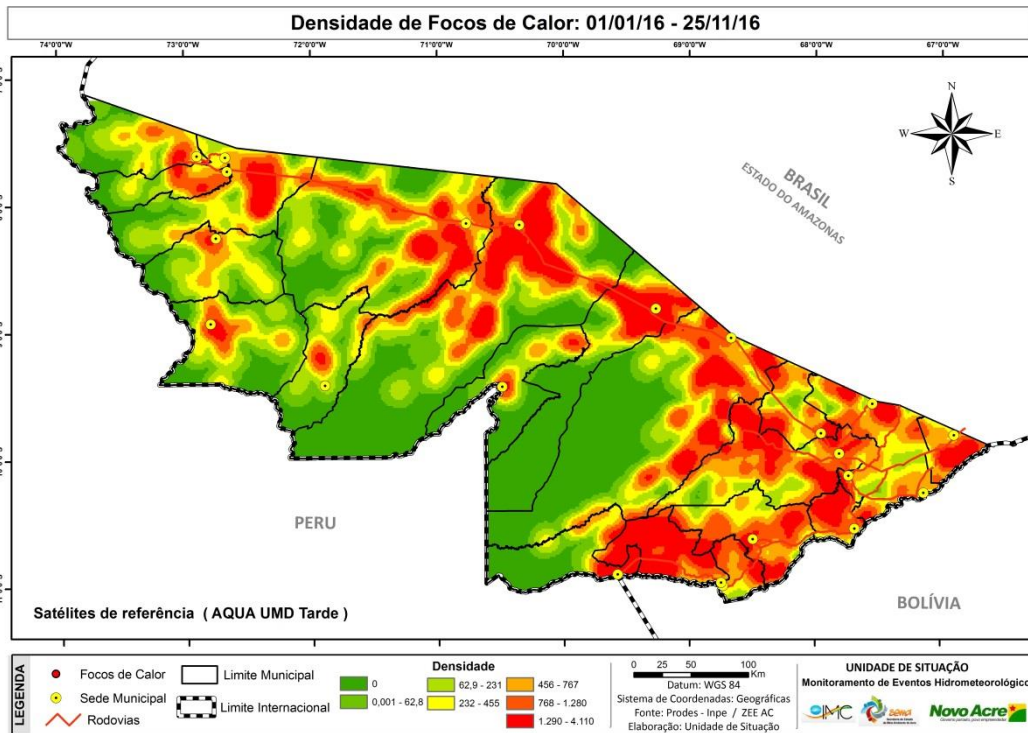 Densidade de Focos de Calor: 01/01/16 - 25/11/16
74°0'0"W 73°0'0"W 72°0'0"W 71°0'0"W 70°0'0"W 69°0'0"W 68°0'0"W 67°0'0"W
N
W E
S
BRASIL
ESTADO DO AMAZONAS
PERU
BOLÍVIA
Satélites de referência ( AQUA UMD Tarde )
LEGENDA
Focos de Calor
Sede Municipal
Rodovias
Limite Municipal
Limite Internacional
Densidade
0
0,001 - 62,8
62,9 - 231
232 - 455
456 - 767
768 - 1.280
1.290 - 4.110
0 25 50 100
Km
Datum: WGS 84
Sistema de Coordenadas: Geográficas
Fonte: Prodes - Inpe / ZEE AC
Elaboração: Unidade de Situação
UNIDADE DE SITUAÇÃO
Monitoramento de Eventos Hidrometeorológico
IMC
sema
Novo Acre